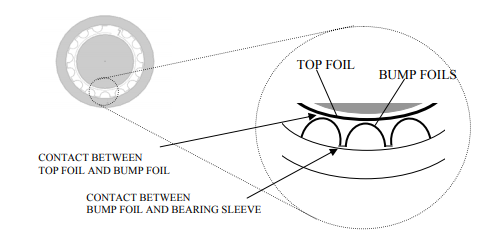 TOP FOIL
BUMP FOILS
CONTACT BETWEEN
TOP FOIL AND BUMP FOIL
CONTACT BETWEEN
BUMP FOIL AND BEARING SLEEVE